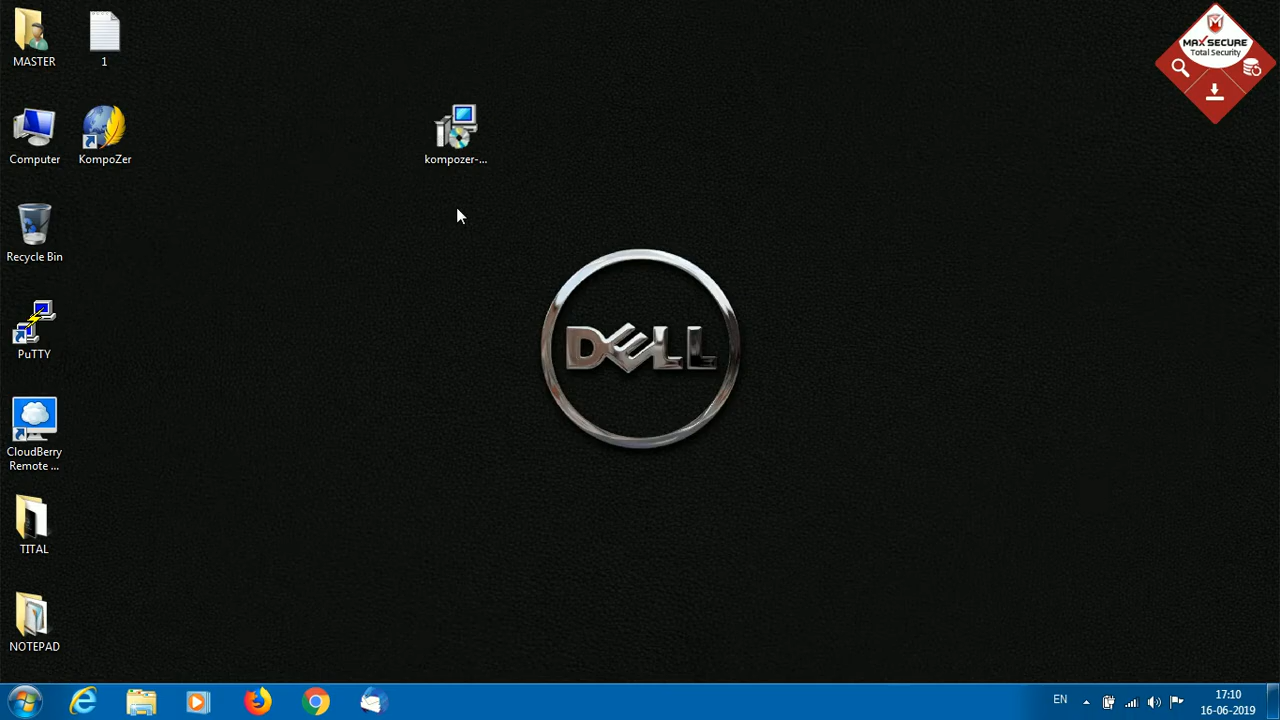 MASTER
1
MAX SECURE
Total Security
Computer
KompoZer
kompozer-...
Recycle Bin
DELL
PuTTY
CloudBerry
Remote ...
TITAL
NOTEPAD
EN
17:10
16-06-2019